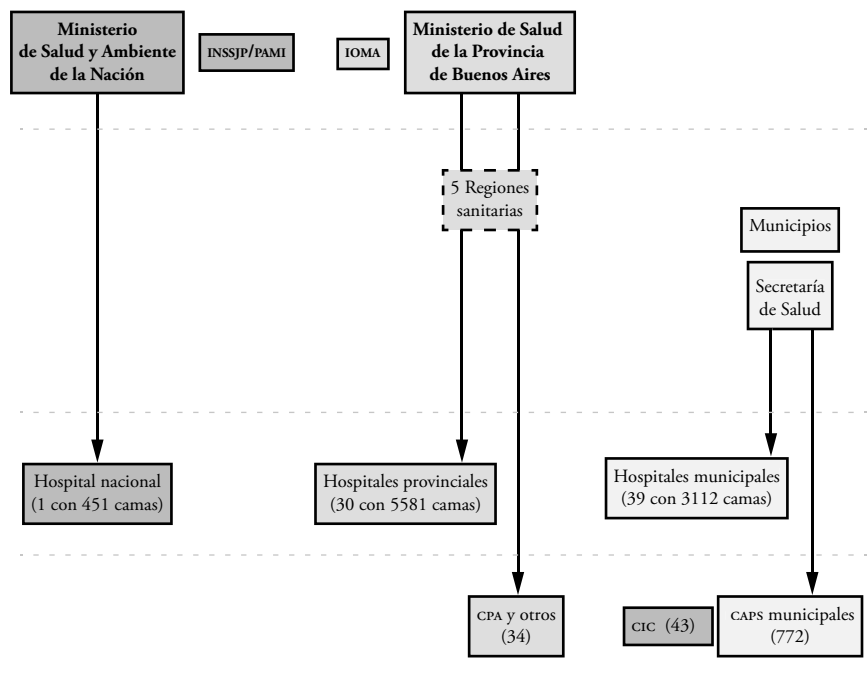 Ministerio
de Salud y Ambiente
de la Nación
INSSJP/PAMI
IOMA
Ministerio de Salud
de la Provincia
de Buenos Aires
5 Regiones
sanitarias
Municipios
Secretaría
de Salud
Hospital nacional
(1 con 451 camas)
Hospitales provinciales
(30 con 5581 camas)
Hospitales municipales
(39 con 3112 camas)
CPA y otros
(34)
CIC (43)
CAPS municipales
(772)